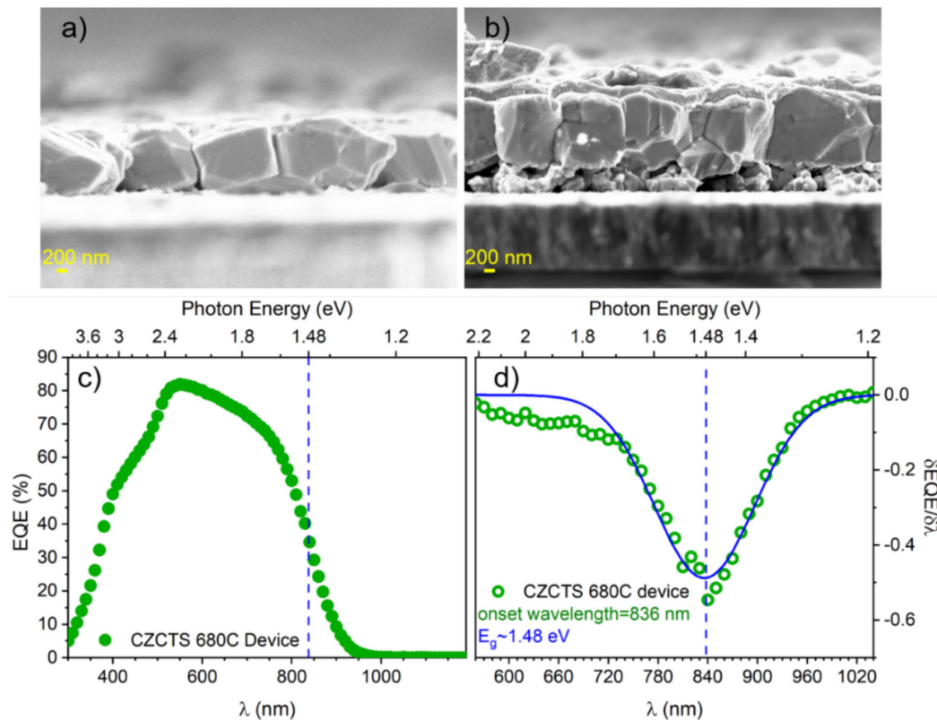 a)
b)
200 nm
200 nm
Photon Energy (eV)
Photon Energy (eV)
3.6 3 2.4 1.8 1.48 1.2
2.2 2 1.8 1.6 1.48 1.4 1.2
90
80
70
60
50
40
30
20
10
0
EQE (%)
c)
CZCTS 680C Device
400 600 800 1000
λ (nm)
d)
0.0
-0.2
-0.4
-0.6
δEQE/δλ
CZCTS 680C device
onset wavelength=836 nm
Eg~1.48 eV
600 660 720 780 840 900 960 1020
λ (nm)